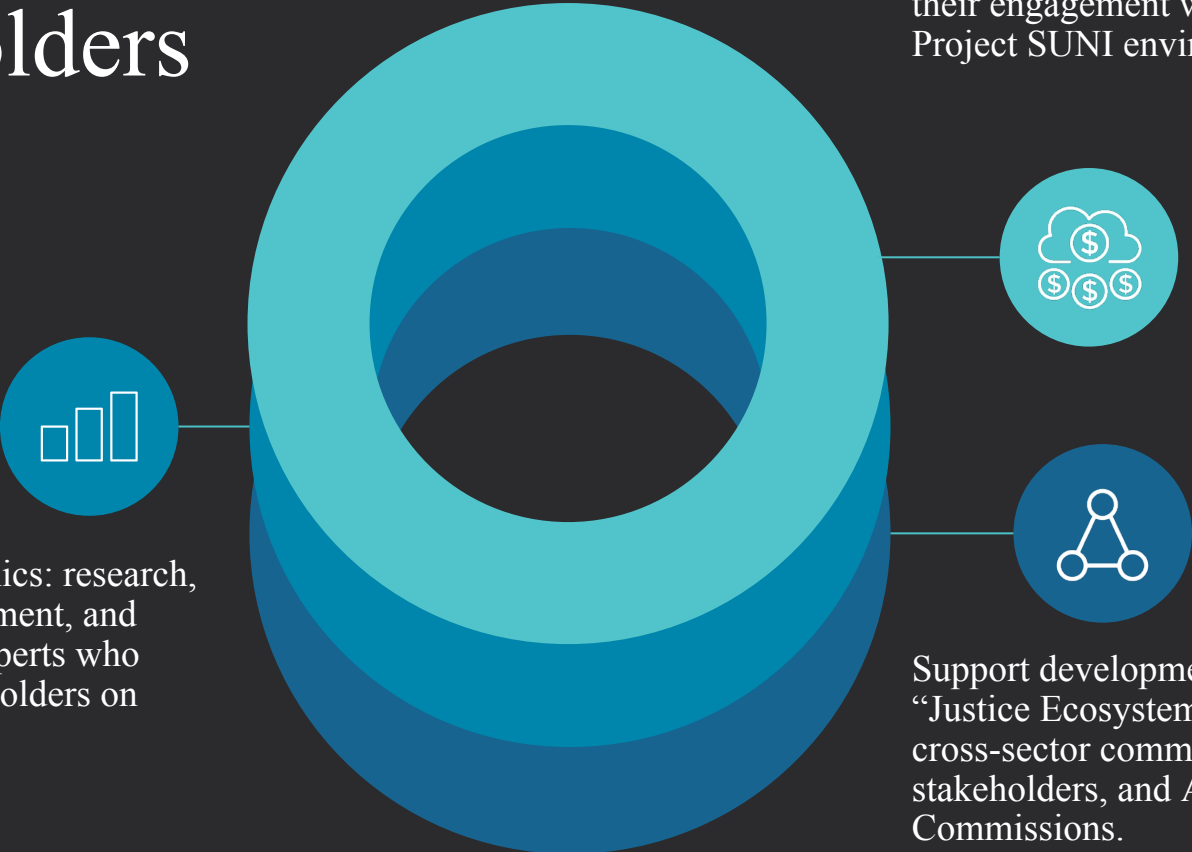 olders
their engagement w
Project SUNI envir
$
$ $ $
ics: research,
ment, and
perts who
olders on
Support developme
“Justice Ecosystem
cross-sector comm
stakeholders, and A
Commissions.